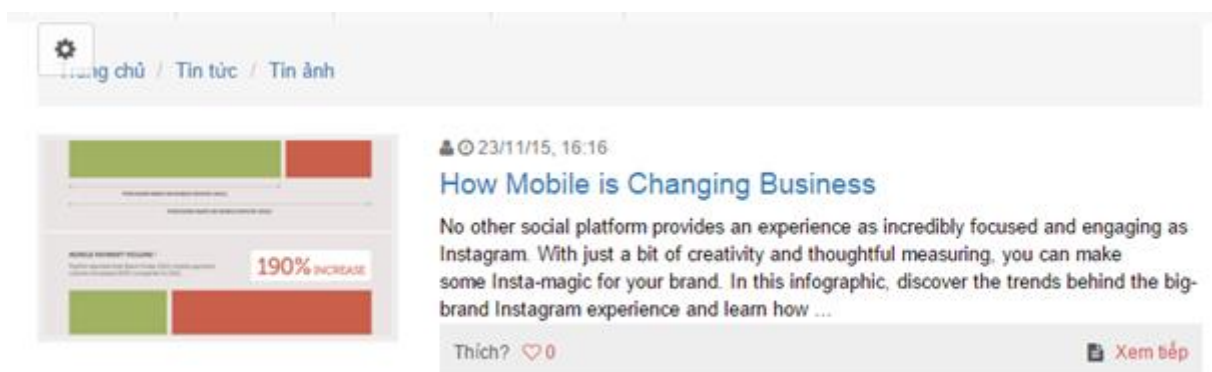 ng chủ / Tin tức / Tin ảnh
23/11/15, 16:16
How Mobile is Changing Business
No other social platform provides an experience as incredibly focused and engaging as
Instagram. With just a bit of creativity and thoughtful measuring, you can make
some Insta-magic for your brand. In this infographic, discover the trends behind the big-
brand Instagram experience and learn how ...
190% INCREASE
Thích? 0 Xem tiếp